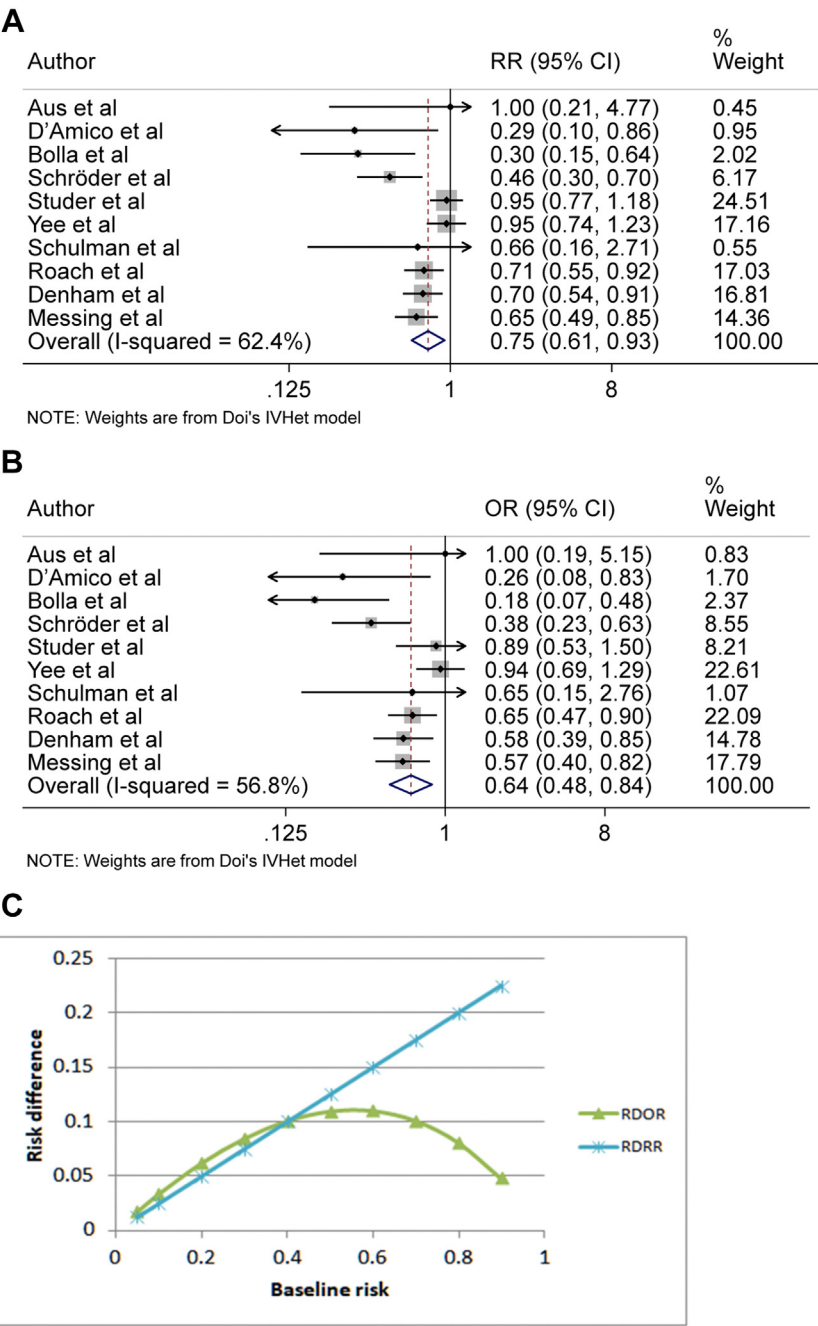 A
%
Author RR (95% CI) Weight
Aus et al 1.00 (0.21, 4.77) 0.45
D'Amico et al 0.29 (0.10, 0.86) 0.95
Bolla et al 0.30 (0.15, 0.64) 2.02
Schröder et al 0.46 (0.30, 0.70) 6.17
Studer et al 0.95 (0.77, 1.18) 24.51
Yee et al 0.95 (0.74, 1.23) 17.16
Schulman et al 0.66 (0.16, 2.71) 0.55
Roach et al 0.71 (0.55, 0.92) 17.03
Denham et al 0.70 (0.54, 0.91) 16.81
Messing et al 0.65 (0.49, 0.85) 14.36
Overall (I-squared = 62.4%) 0.75 (0.61, 0.93) 100.00
.125 1 8
NOTE: Weights are from Doi's IVHet model
B
%
Author OR (95% CI) Weight
Aus et al 1.00 (0.19, 5.15) 0.83
D'Amico et al 0.26 (0.08, 0.83) 1.70
Bolla et al 0.18 (0.07, 0.48) 2.37
Schröder et al 0.38 (0.23, 0.63) 8.55
Studer et al 0.89 (0.53, 1.50) 8.21
Yee et al 0.94 (0.69, 1.29) 22.61
Schulman et al 0.65 (0.15, 2.76) 1.07
Roach et al 0.65 (0.47, 0.90) 22.09
Denham et al 0.58 (0.39, 0.85) 14.78
Messing et al 0.57 (0.40, 0.82) 17.79
Overall (I-squared = 56.8%) 0.64 (0.48, 0.84) 100.00
.125 1 8
NOTE: Weights are from Doi's IVHet model
C
Risk difference
0.25
0.2
0.15
0.1
0.05
0
0 0.2 0.4 0.6 0.8 1
Baseline risk
RDOR
RDRR